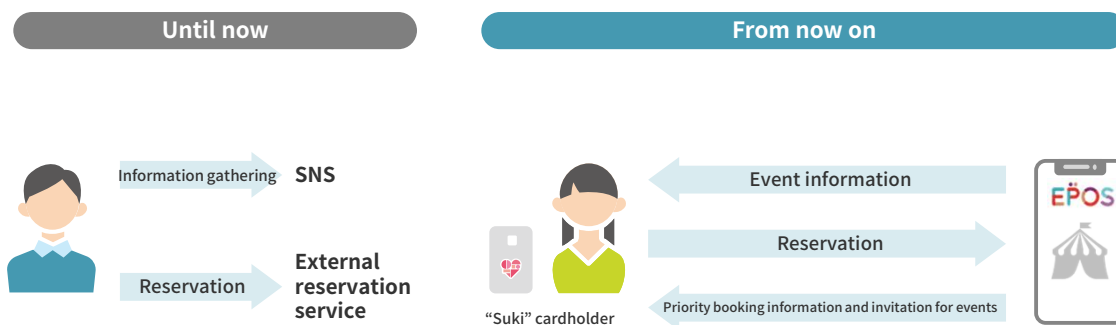 Until now
From now on
Information gathering
SNS
Reservation
External
reservation
service
Event information
Reservation
Priority booking information and invitation for events
"Suki" cardholder
EPOS